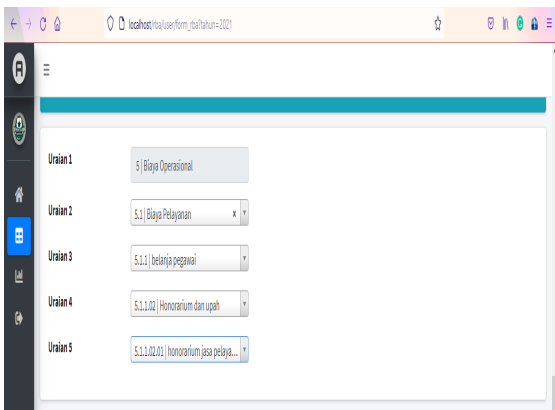 localhost/rba/user/form_rba?tahun=2021
Uraian 1
5 | Biaya Operasional
Uraian 2
5.1 | Biaya Pelayanan x
Uraian 3
5.1.1 | belanja pegawai
Uraian 4
5.1.1.02 | Honorarium dan upah
Uraian 5
5.1.1.02.01 | honorarium jasa pelaya...